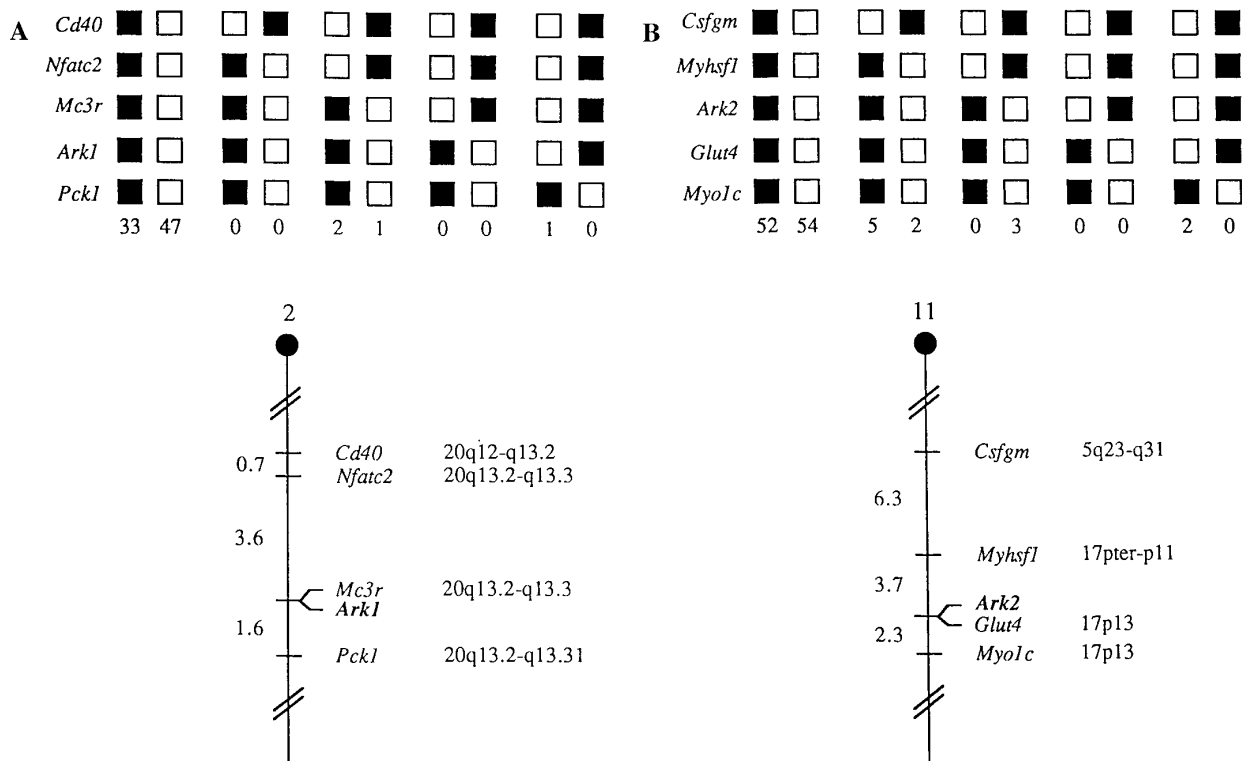 A
Cd40
Nfatc2
Mc3r
Ark1
Pck1
33 47 0 0 2 1 0 0 1 0
B
Csfgm
Myhsf1
Ark2
Glut4
Myo1c
52 54 5 2 0 3 0 0 2 0
2
Cd40 20q12-q13.2
0.7
Nfatc2 20q13.2-q13.3
3.6
Mc3r 20q13.2-q13.3
Ark1
1.6
Pck1 20q13.2-q13.31
11
Csfgm 5q23-q31
6.3
Myhsf1 17pter-p11
3.7
Ark2
Glut4 17p13
2.3
Myo1c 17p13